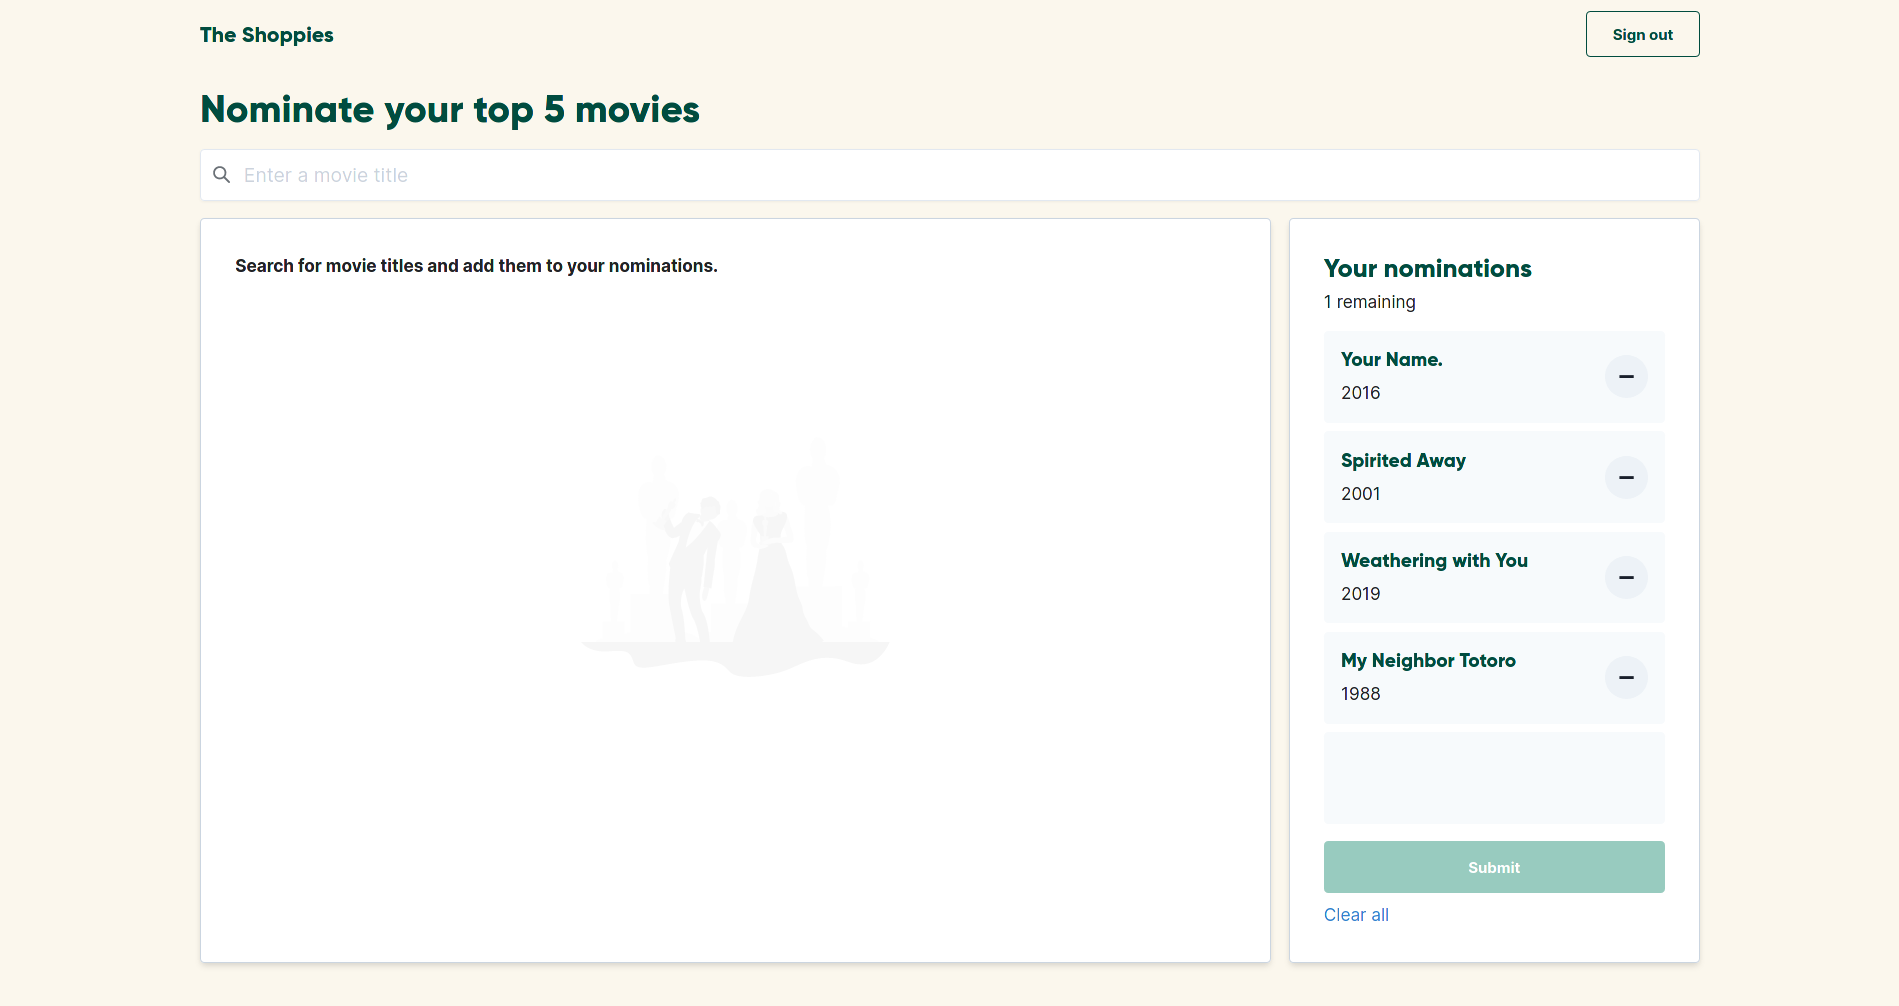 The Shoppies
Sign out
Nominate your top 5 movies
Enter a movie title
Search for movie titles and add them to your nominations.
Your nominations
1 remaining
Your Name.
2016
Spirited Away
2001
Weathering with You
2019
My Neighbor Totoro
1988
Submit
Clear all